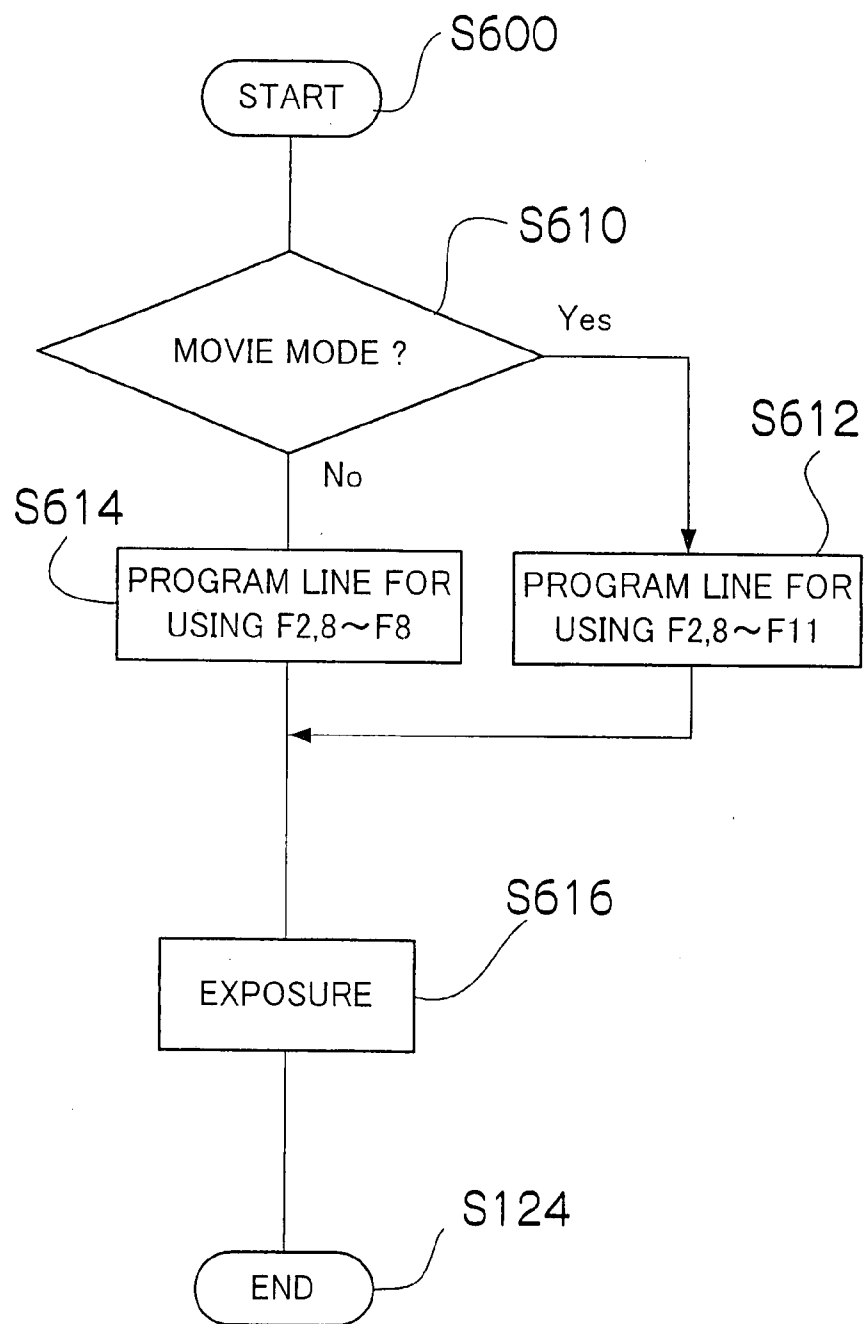 S600
START
S610
MOVIE MODE ?
Yes
No
S612
S614
PROGRAM LINE FOR
USING F2,8～F8
PROGRAM LINE FOR
USING F2,8～F11
S616
EXPOSURE
S124
END